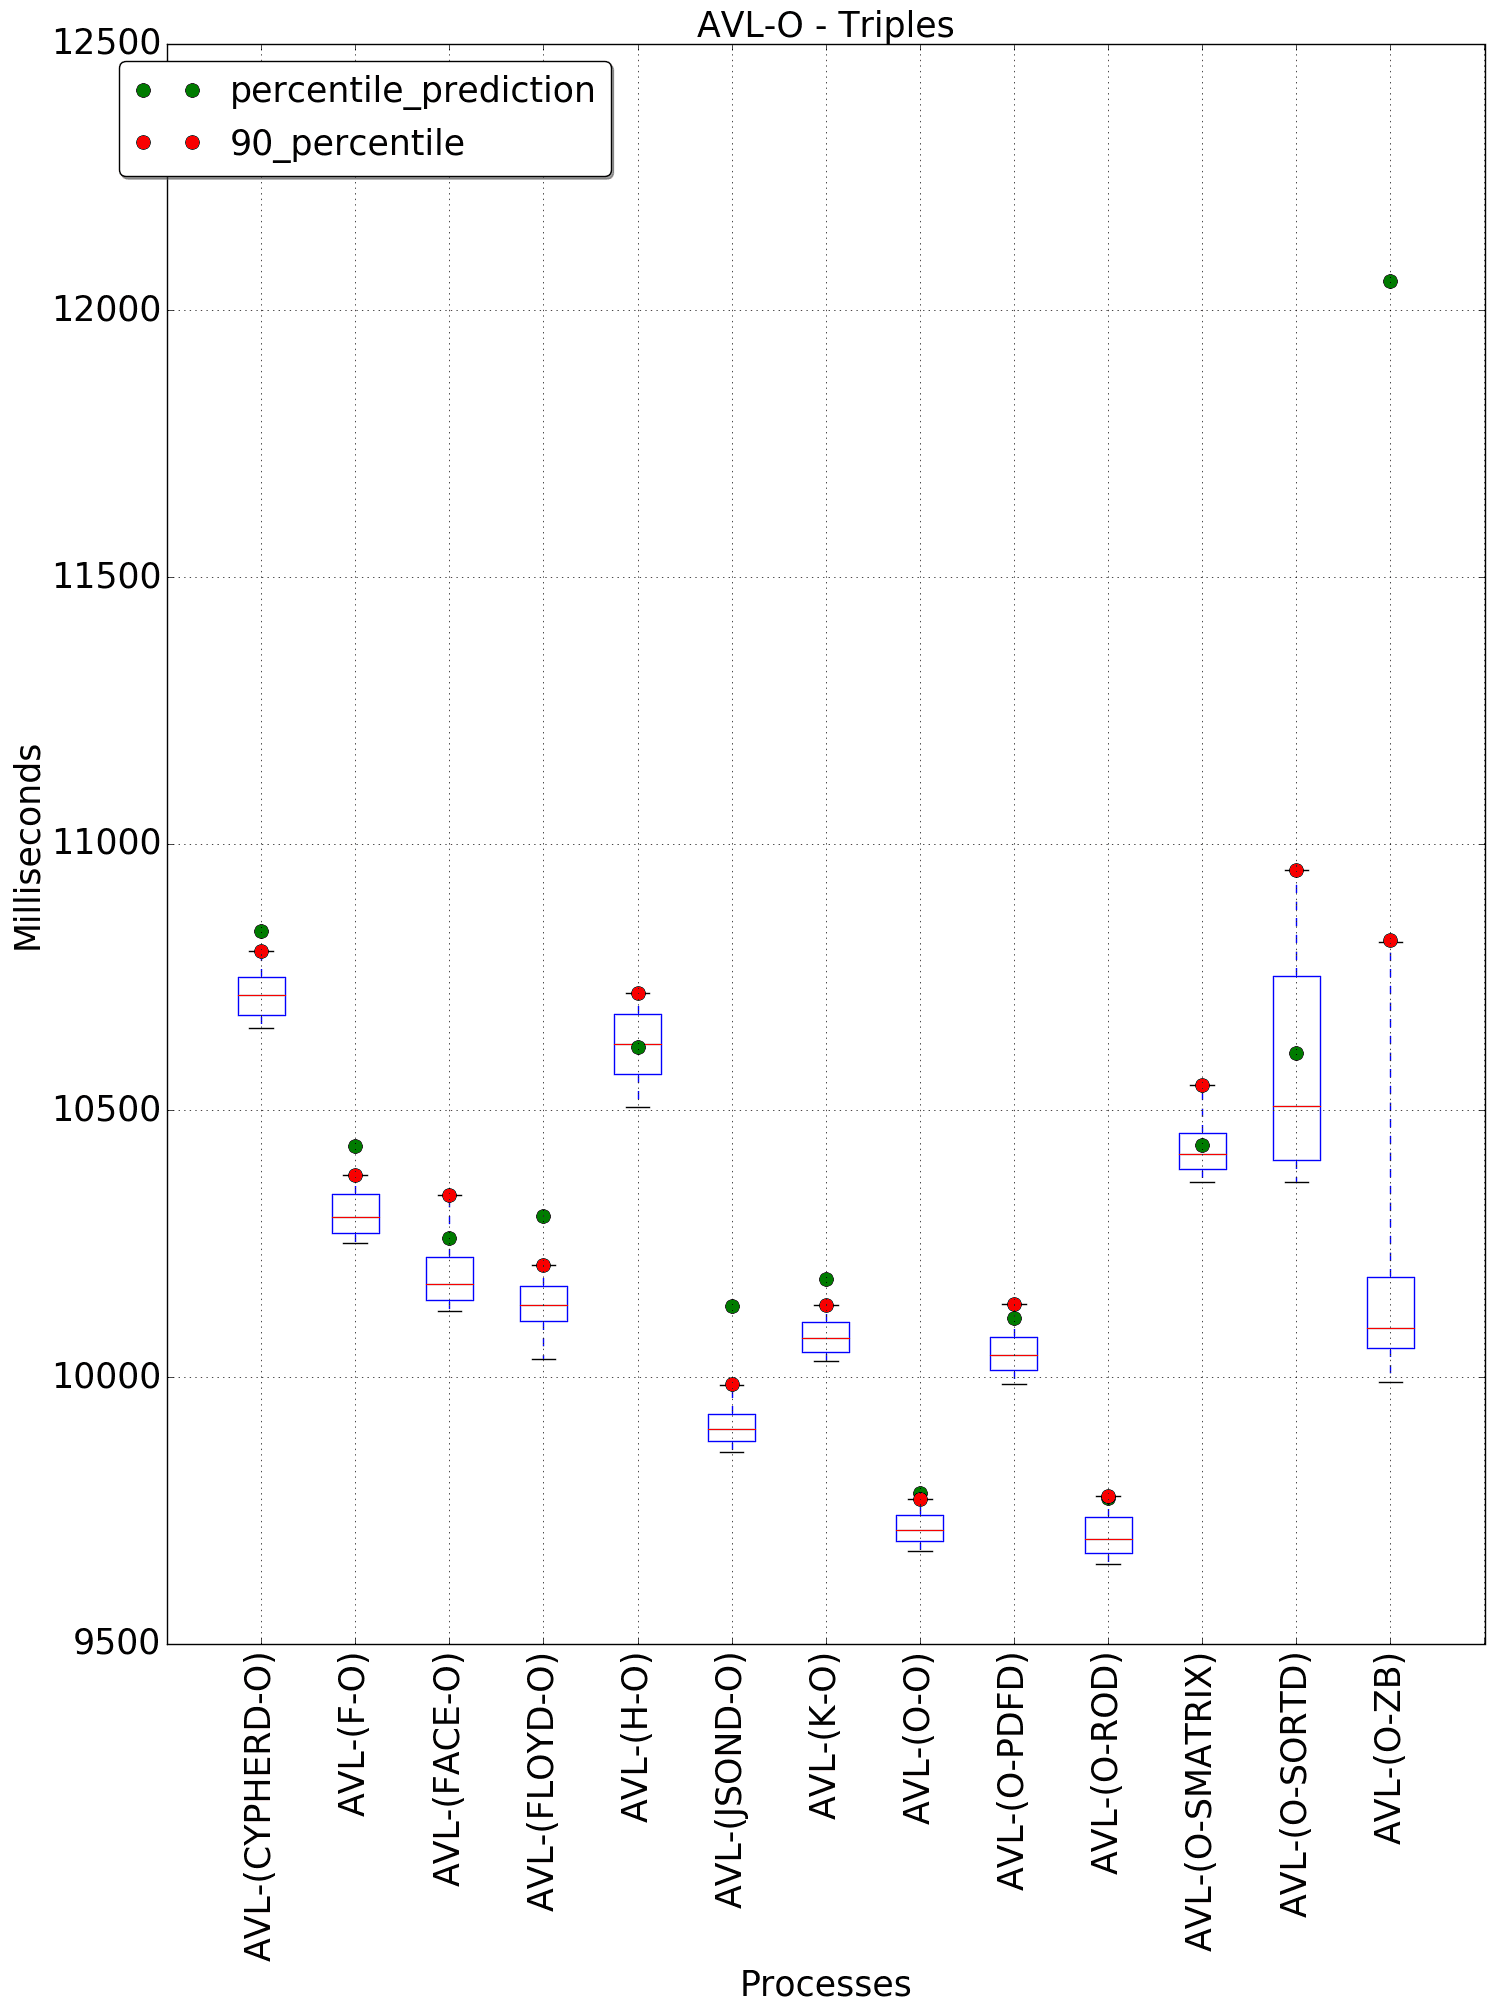 AVL-O - Triples
percentile_prediction
90_percentile
12500
12000
11500
11000
10500
10000
9500
Milliseconds
AVL-(CYPHERD-O)
AVL-(F-O)
AVL-(FACE-O)
AVL-(FLOYD-O)
AVL-(H-O)
AVL-(JSOND-O)
AVL-(K-O)
AVL-(O-O)
AVL-(O-PDFD)
AVL-(O-ROD)
AVL-(O-SMATRIX)
AVL-(O-SORTD)
AVL-(O-ZB)
Processes